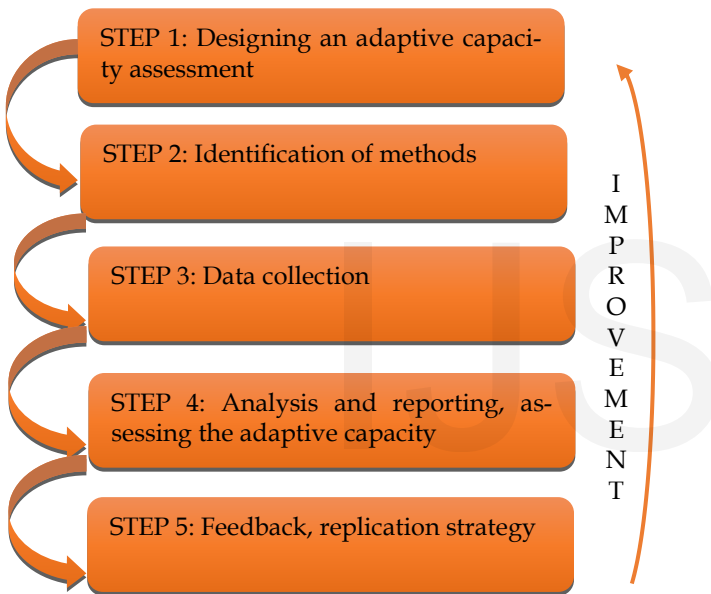 STEP 1: Designing an adaptive capaci-
ty assessment
STEP 2: Identification of methods
STEP 3: Data collection
STEP 4: Analysis and reporting, as-
sessing the adaptive capacity
STEP 5: Feedback, replication strategy
I
M
P
R
O
V
E
M
E
N
T
IJS